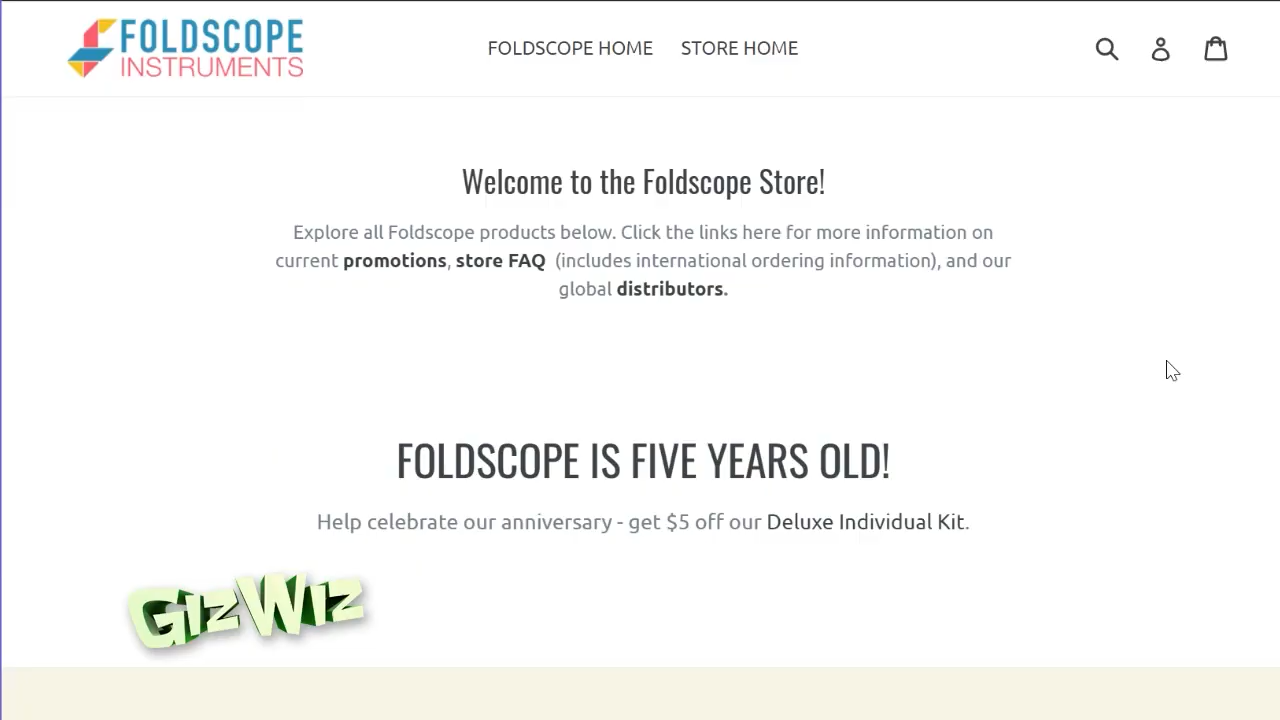 FOLDSCOPE
INSTRUMENTS
FOLDSCOPE HOME STORE HOME
Welcome to the Foldscope Store!
Explore all Foldscope products below. Click the links here for more information on
current promotions, store FAQ (includes international ordering information), and our
global distributors.
FOLDSCOPE IS FIVE YEARS OLD!
Help celebrate our anniversary - get $5 off our Deluxe Individual Kit.
GIZWIZ